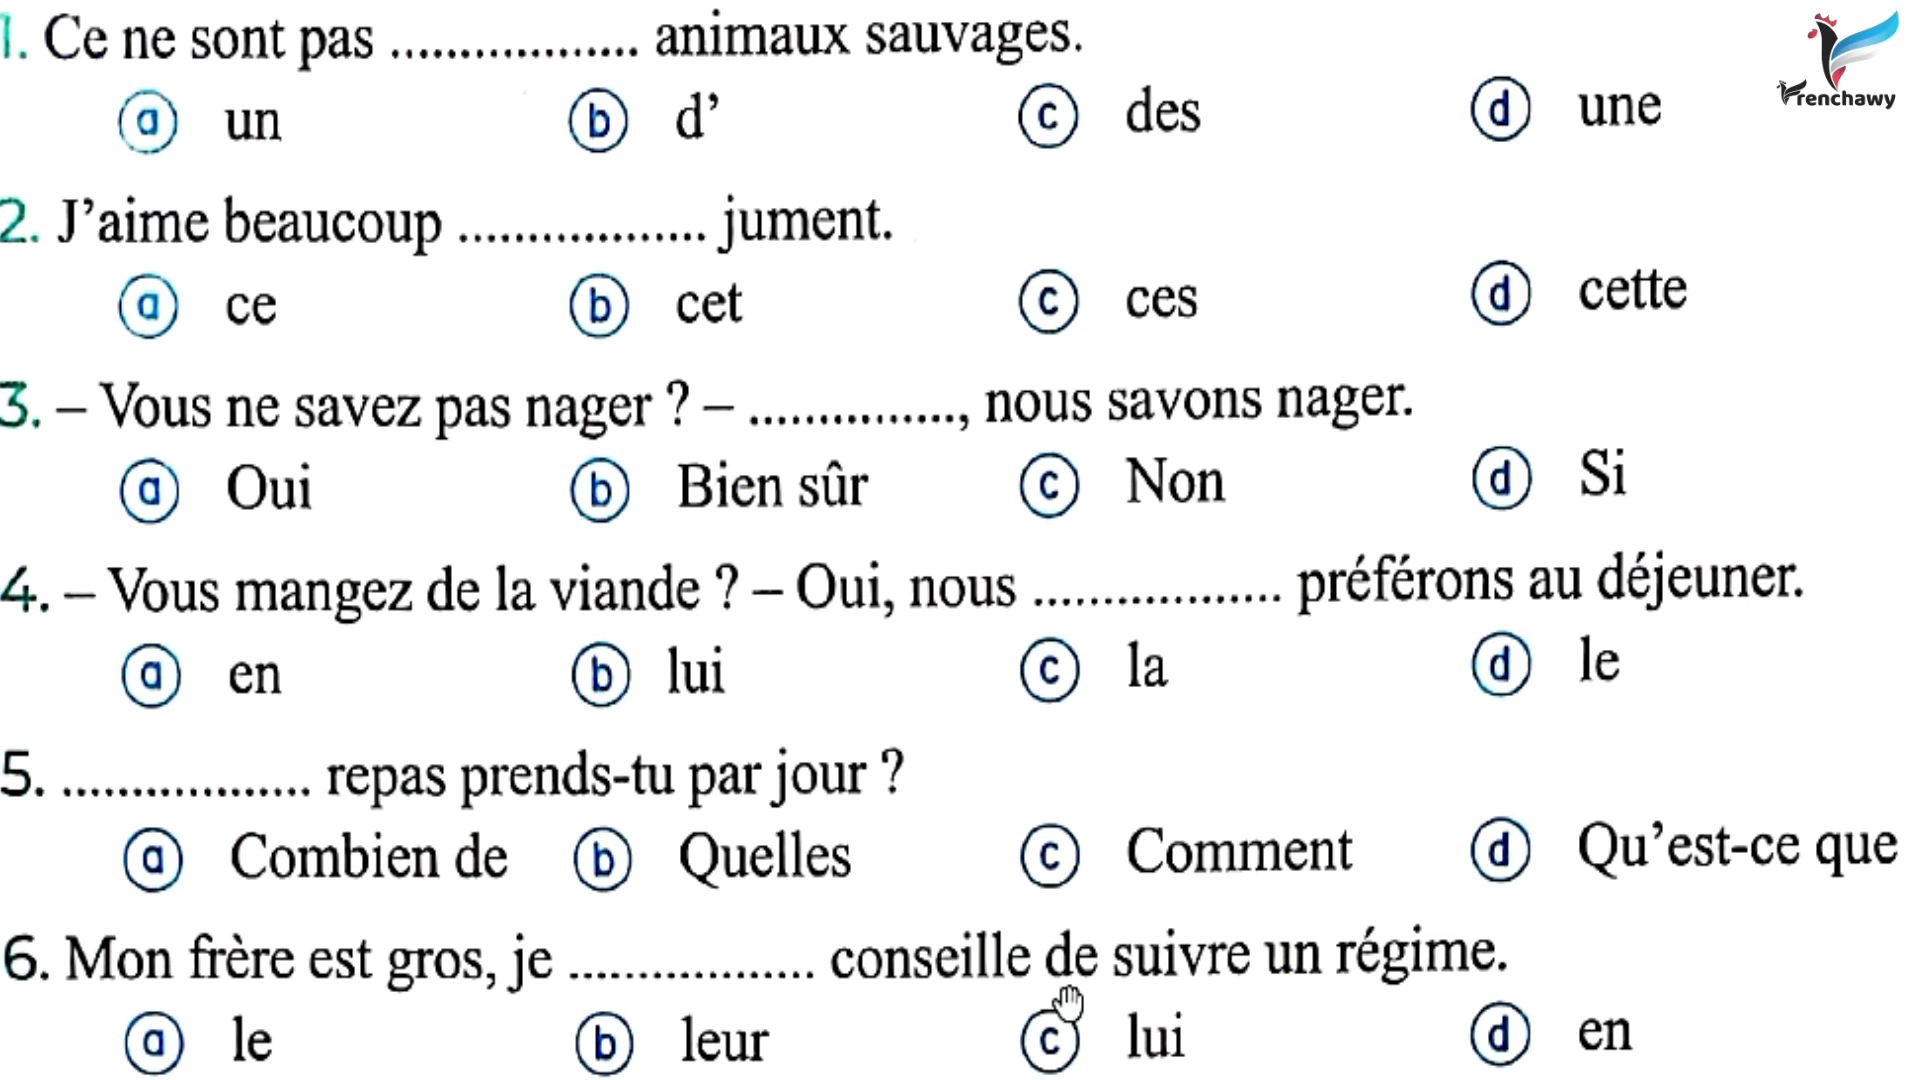 1. Ce ne sont pas .................. animaux sauvages.
a un b d’ c des d une
Frenchawy
2. J’aime beaucoup .................. jument.
a ce b cet c ces d cette
3. – Vous ne savez pas nager ? – ..............., nous savons nager.
a Oui b Bien sûr c Non d Si
4. – Vous mangez de la viande ? – Oui, nous .................. préférons au déjeuner.
a en b lui c la d le
5. .................. repas prends-tu par jour ?
a Combien de b Quelles c Comment d Qu’est-ce que
6. Mon frère est gros, je .................. conseille de suivre un régime.
a le b leur c lui d en